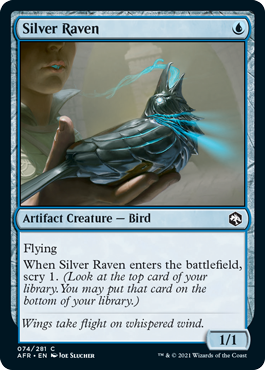 Silver Raven
Artifact Creature — Bird
Flying
When Silver Raven enters the battlefield,
scry 1. (Look at the top card of your
library. You may put that card on the
bottom of your library.)
Wings take flight on whispered wind.
1/1
074/281 C
AFR • EN Joe Slucher
™ & © 2021 Wizards of the Coast